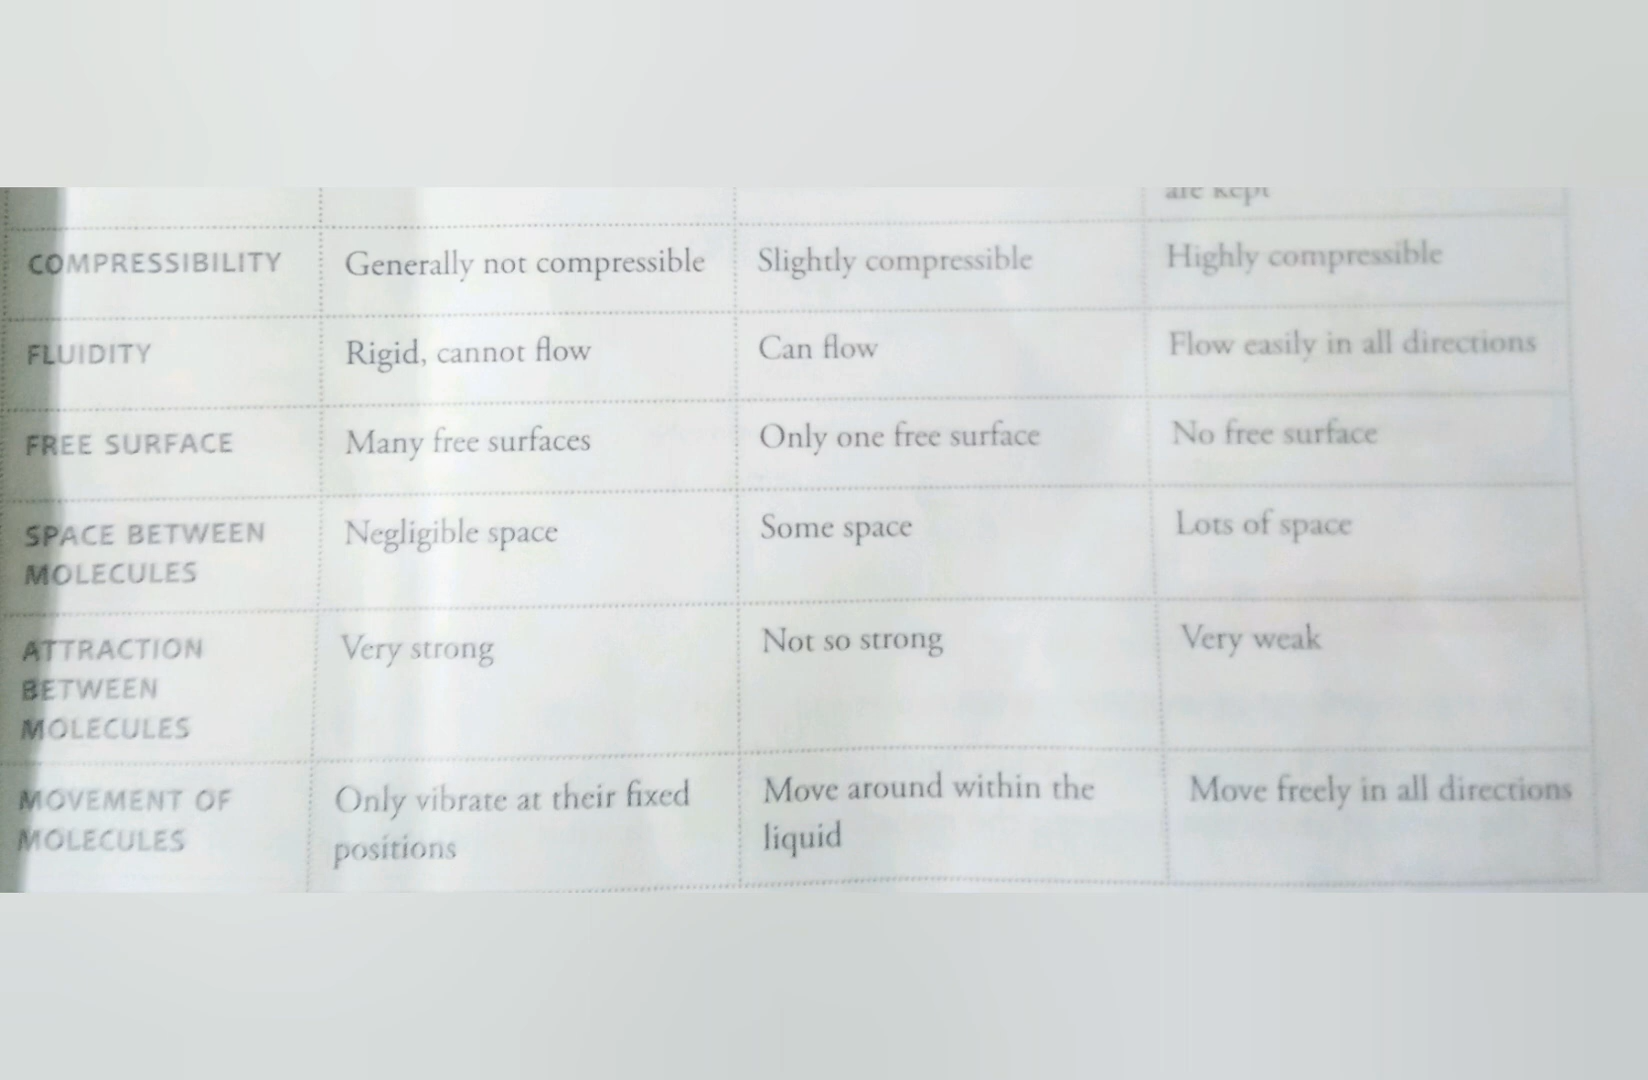 are kept
COMPRESSIBILITY Generally not compressible Slightly compressible Highly compressible
FLUIDITY Rigid, cannot flow Can flow Flow easily in all directions
FREE SURFACE Many free surfaces Only one free surface No free surface
SPACE BETWEEN Negligible space Some space Lots of space
MOLECULES
ATTRACTION Very strong Not so strong Very weak
BETWEEN
MOLECULES
MOVEMENT OF Only vibrate at their fixed Move around within the Move freely in all directions
MOLECULES positions liquid